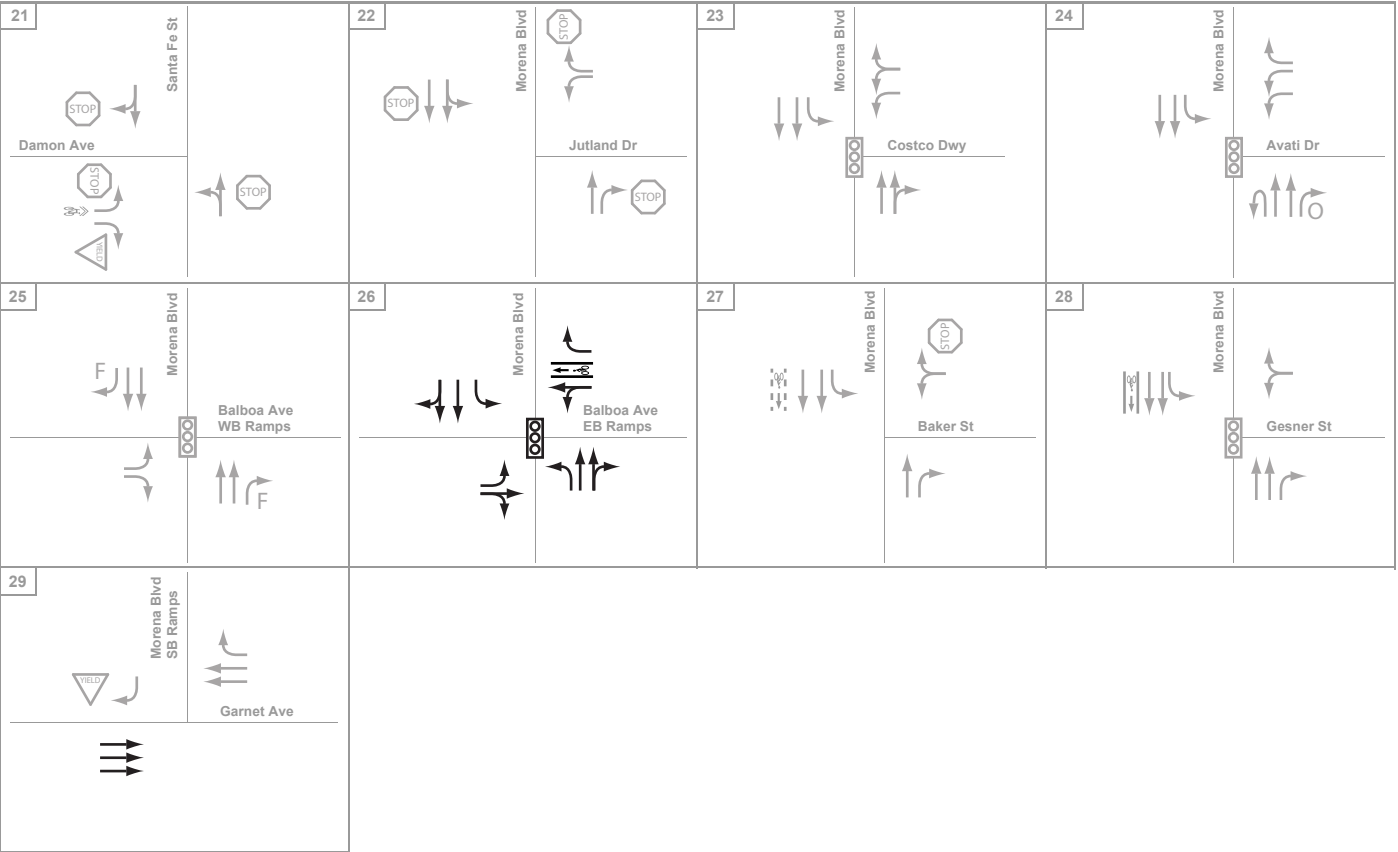 21
Santa Fe St
STOP
Damon Ave
STOP
STOP
YIELD
22
Morena Blvd
STOP
STOP
Jutland Dr
STOP
23
Morena Blvd
Costco Dwy
24
Morena Blvd
Avati Dr
O
25
Morena Blvd
F
Balboa Ave
WB Ramps
F
26
Morena Blvd
Balboa Ave
EB Ramps
27
Morena Blvd
STOP
Baker St
28
Morena Blvd
Gesner St
29
Morena Blvd
SB Ramps
YIELD
Garnet Ave